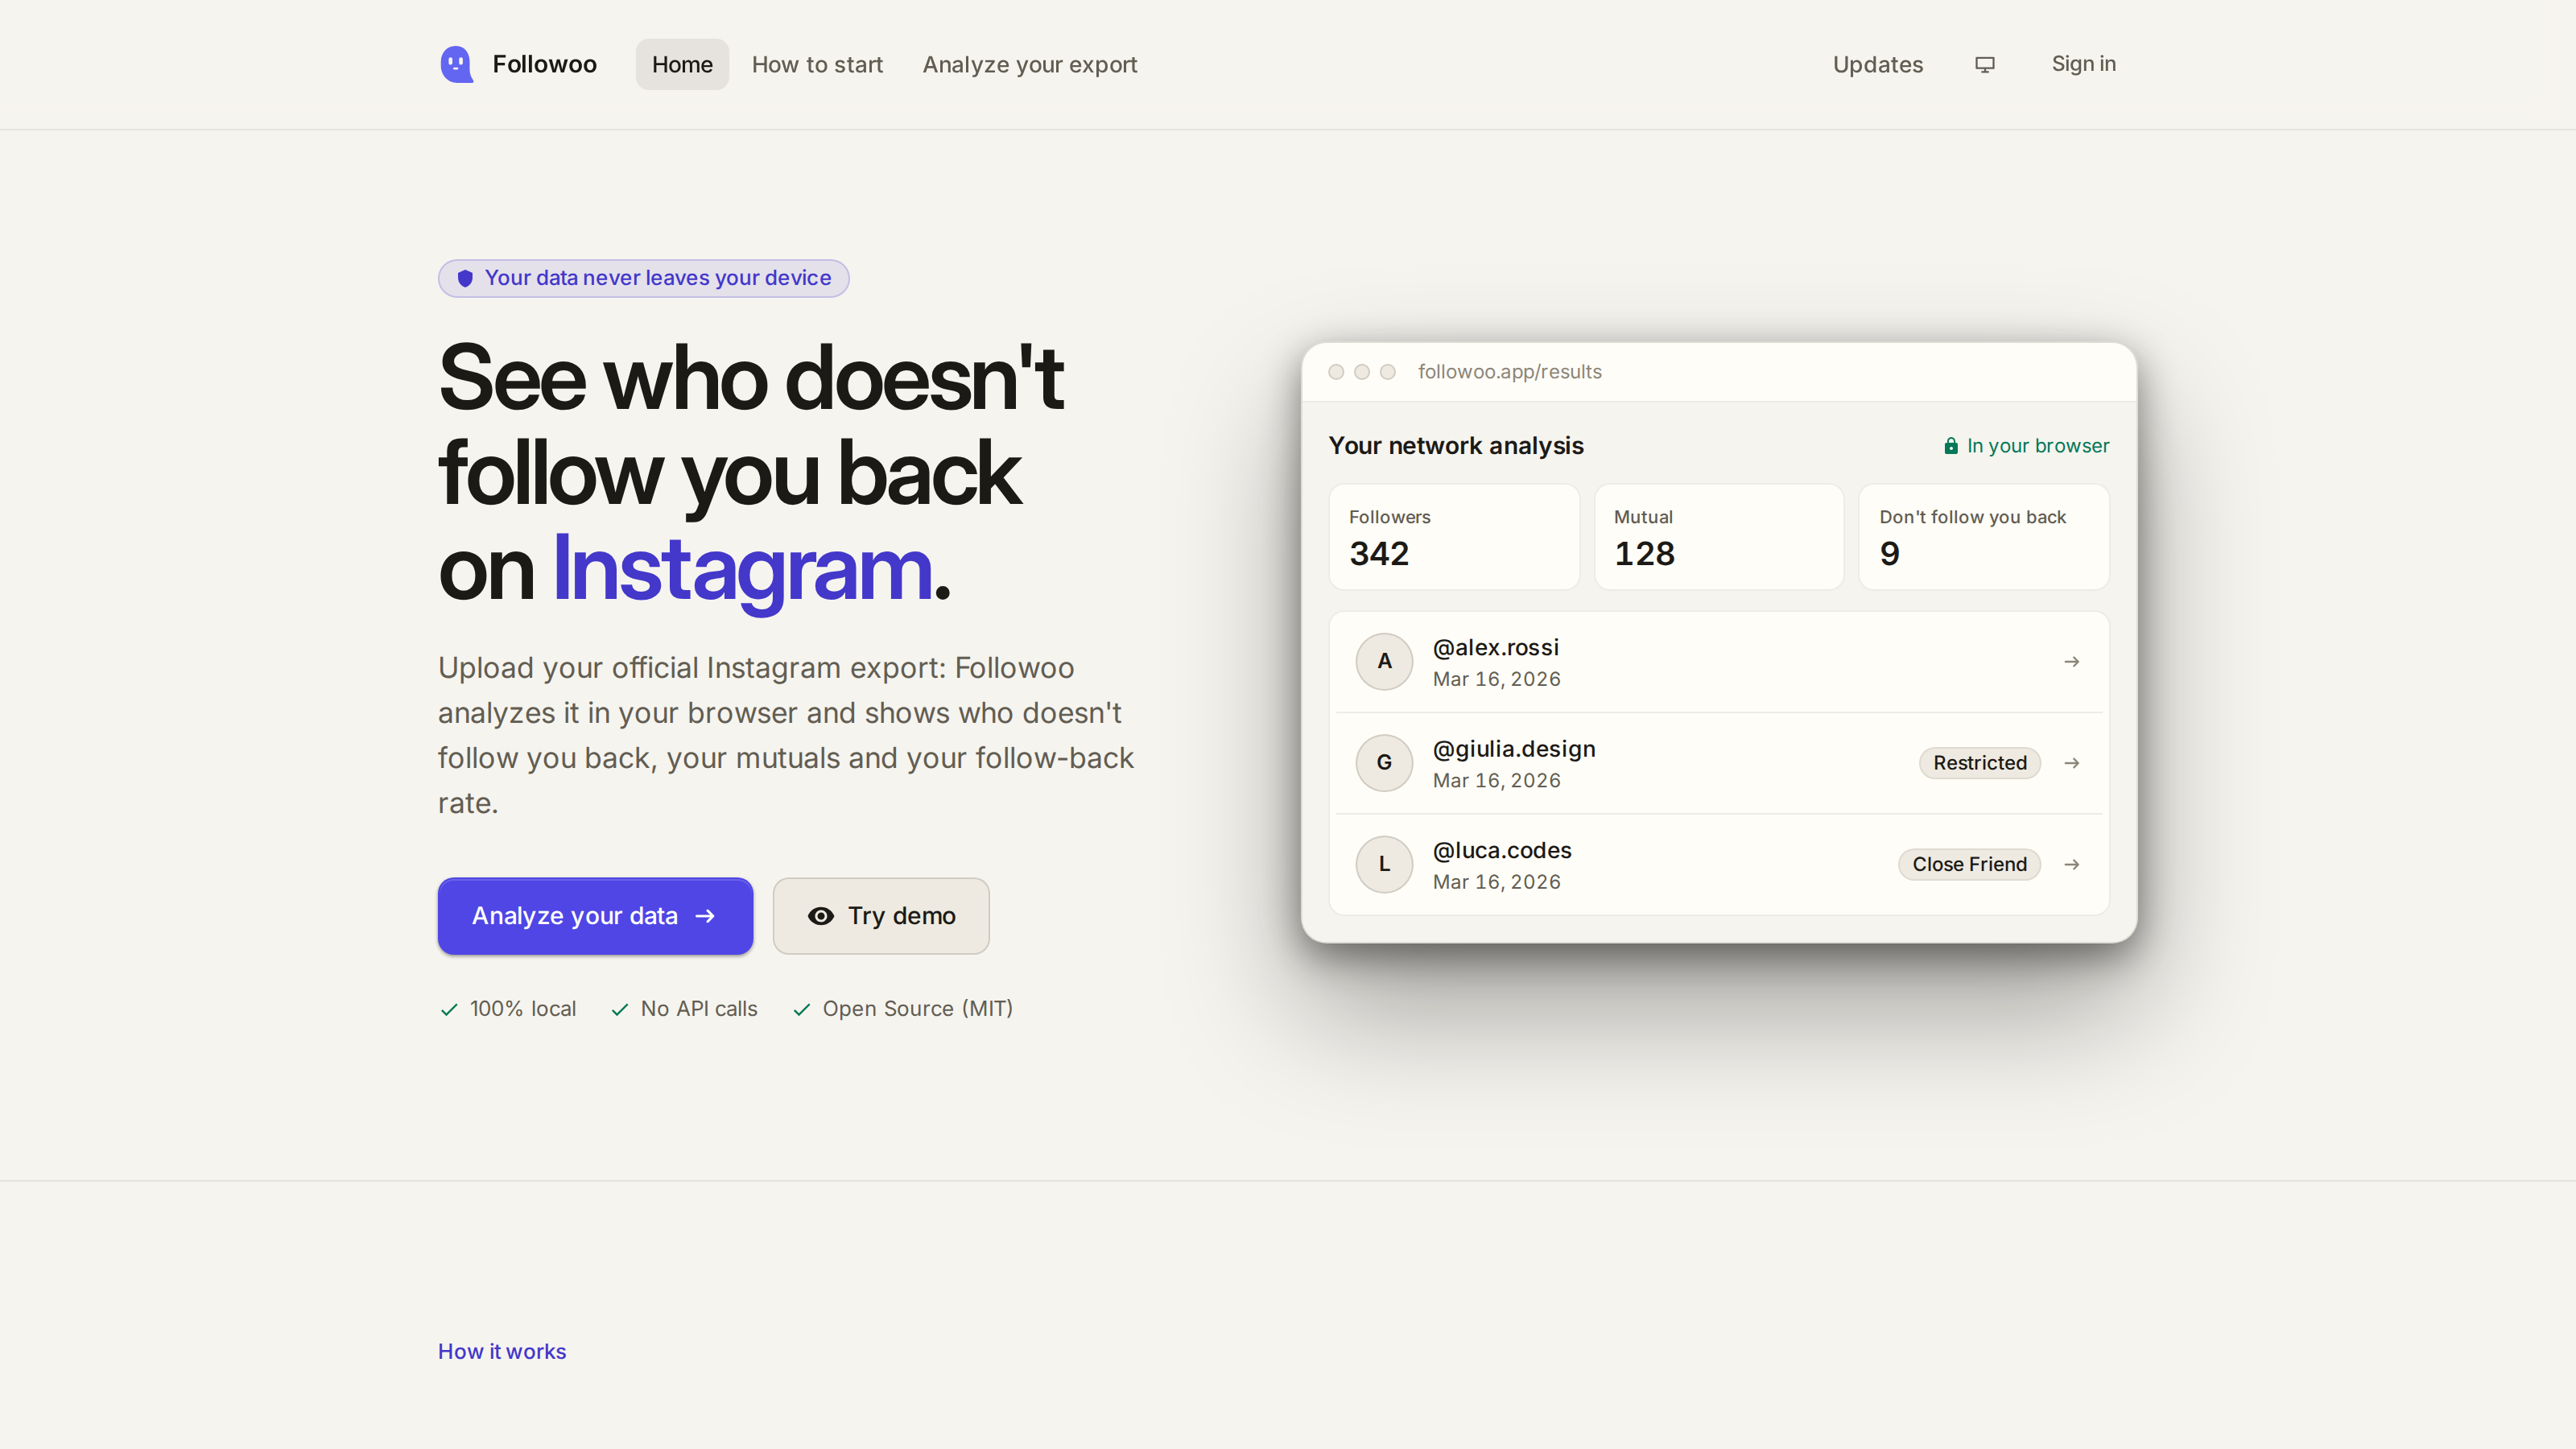 Followoo
Home
How to start
Analyze your export
Updates
Sign in
Your data never leaves your device
See who doesn't
follow you back
on Instagram.
Upload your official Instagram export: Followoo
analyzes it in your browser and shows who doesn't
follow you back, your mutuals and your follow-back
rate.
Analyze your data
Try demo
100% local
No API calls
Open Source (MIT)
followoo.app/results
Your network analysis
In your browser
Followers
342
Mutual
128
Don't follow you back
9
A
@alex.rossi
Mar 16, 2026
G
@giulia.design
Mar 16, 2026
Restricted
L
@luca.codes
Mar 16, 2026
Close Friend
How it works